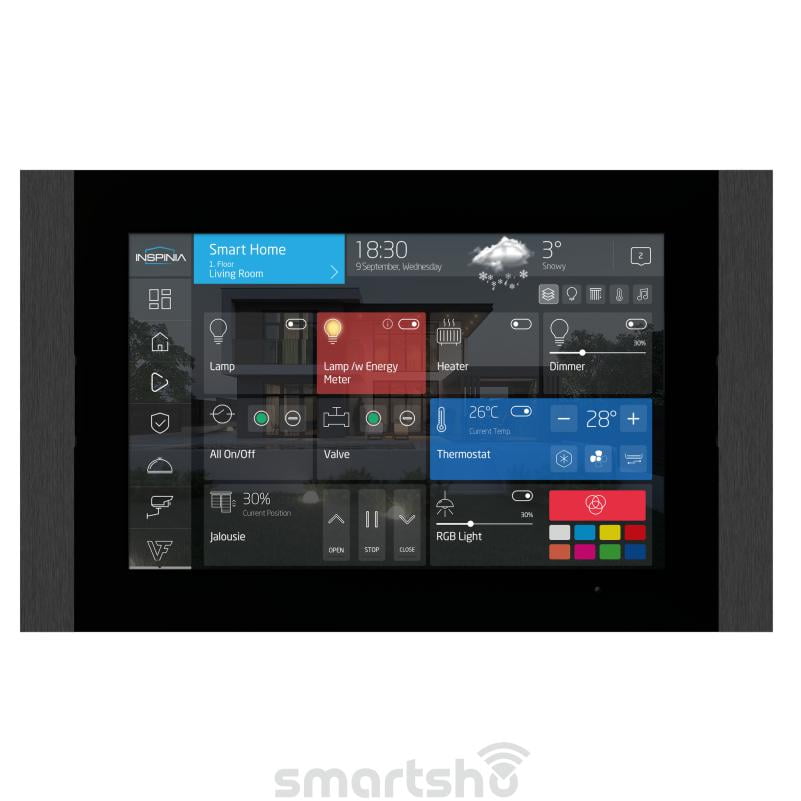 INSPINIA
Smart Home
1. Floor
Living Room
18:30
9 September, Wednesday
3°
Snowy
2
Lamp
Lamp /w Energy
Meter
Heater
30%
Dimmer
All On/Off
Valve
26°C
Current Temp.
28°
Thermostat
30%
Current Position
Jalousie
OPEN
STOP
CLOSE
30%
RGB Light
VF
smartshu